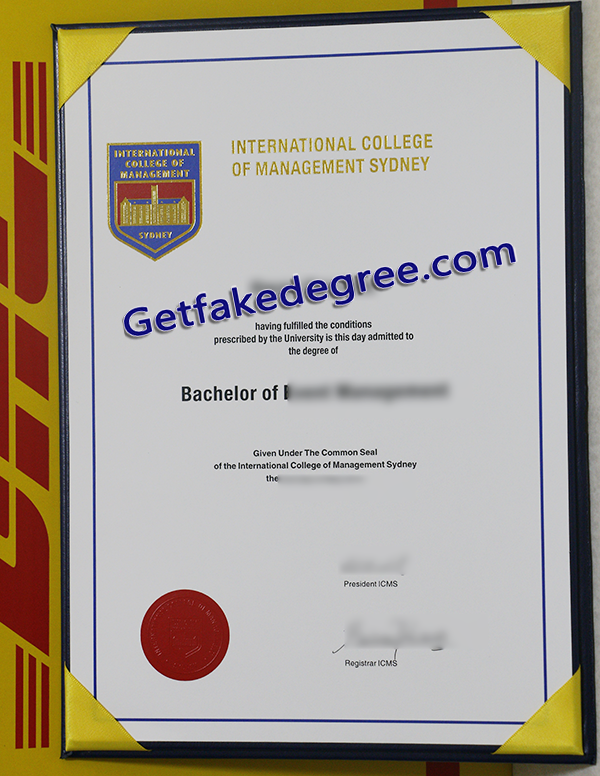 INTERNATIONAL
COLLEGE OF
MANAGEMENT
SYDNEY
INTERNATIONAL COLLEGE
OF MANAGEMENT SYDNEY
Getfakedegree.com
having fulfilled the conditions
prescribed by the University is this day admitted to
the degree of
Bachelor of
Given Under The Common Seal
of the International College of Management Sydney
the
President ICMS
Registrar ICMS